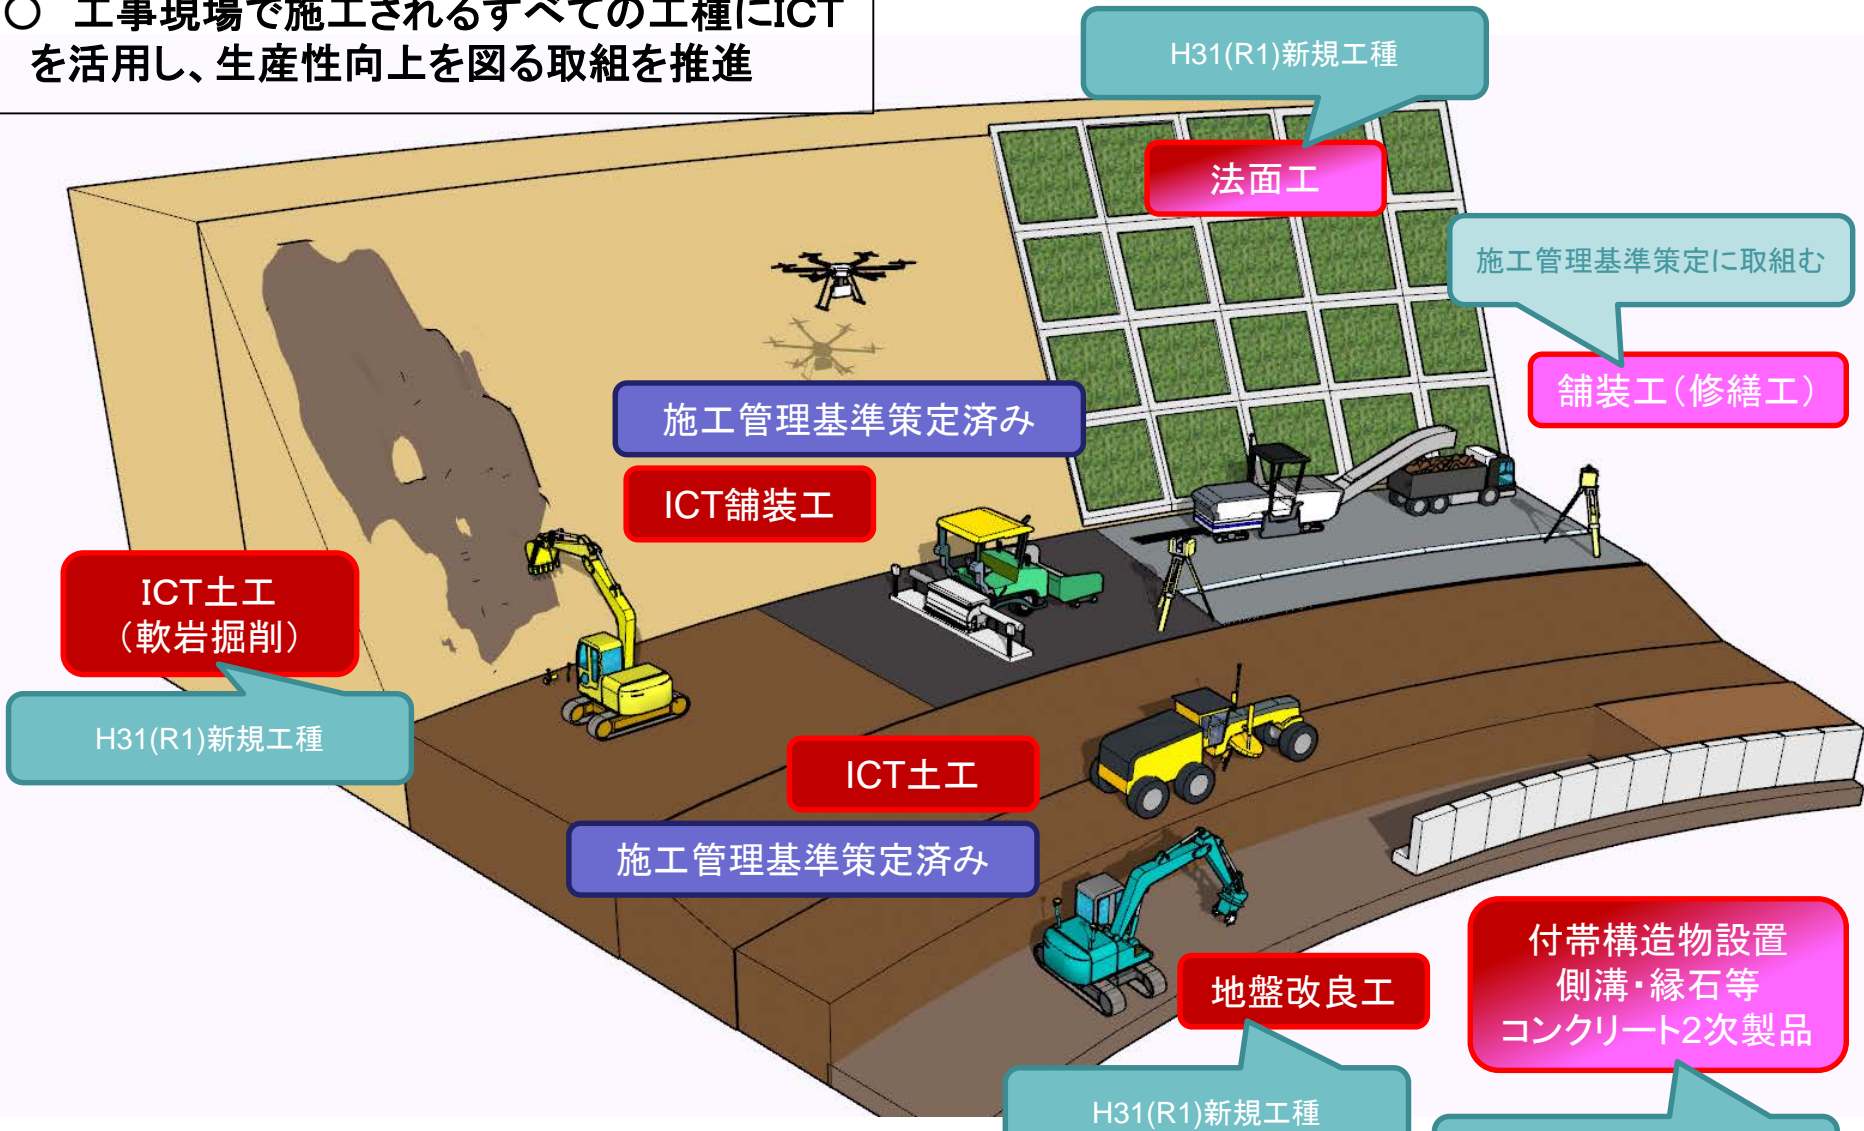 ○ 工事現場で施工されるすべての工種にICT
を活用し、生産性向上を図る取組を推進
H31(R1)新規工種
法面工
施工管理基準策定に取組む
舗装工(修繕工)
施工管理基準策定済み
ICT舗装工
ICT土工
(軟岩掘削)
H31(R1)新規工種
ICT土工
施工管理基準策定済み
付帯構造物設置
側溝・縁石等
コンクリート2次製品
地盤改良工
H31(R1)新規工種